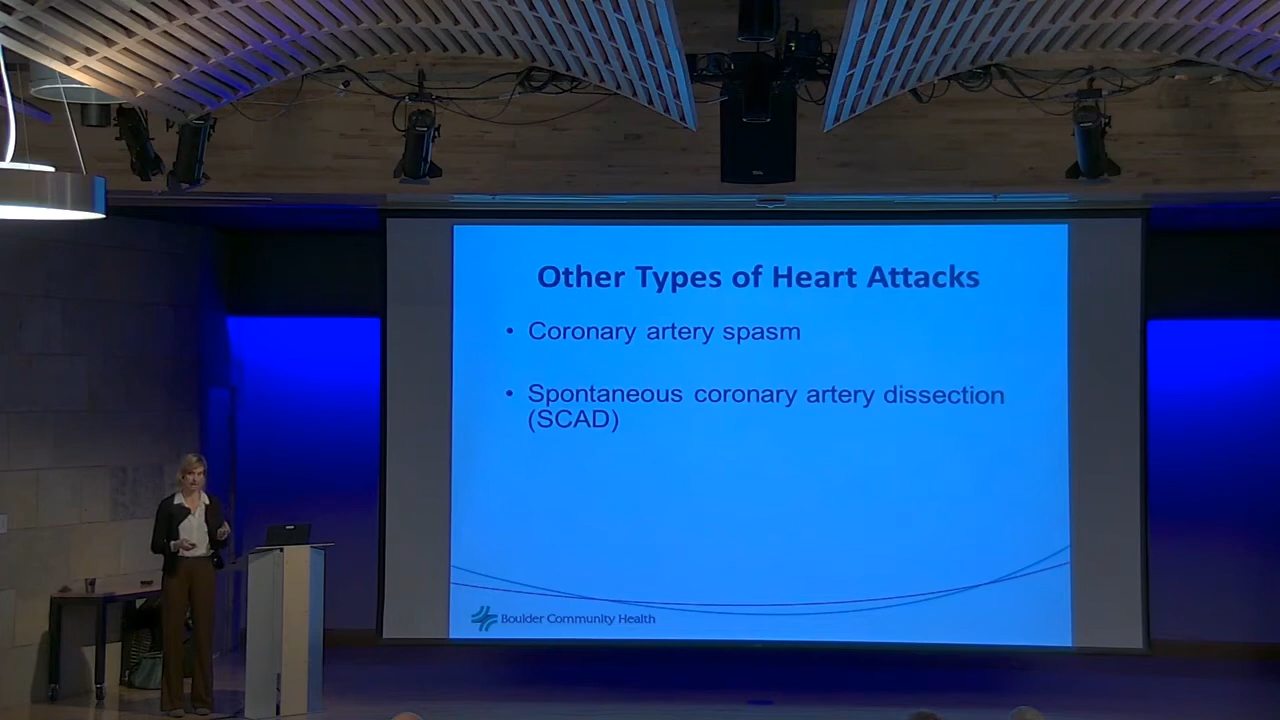 Other Types of Heart Attacks
• Coronary artery spasm
• Spontaneous coronary artery dissection
(SCAD)
Boulder Community Health